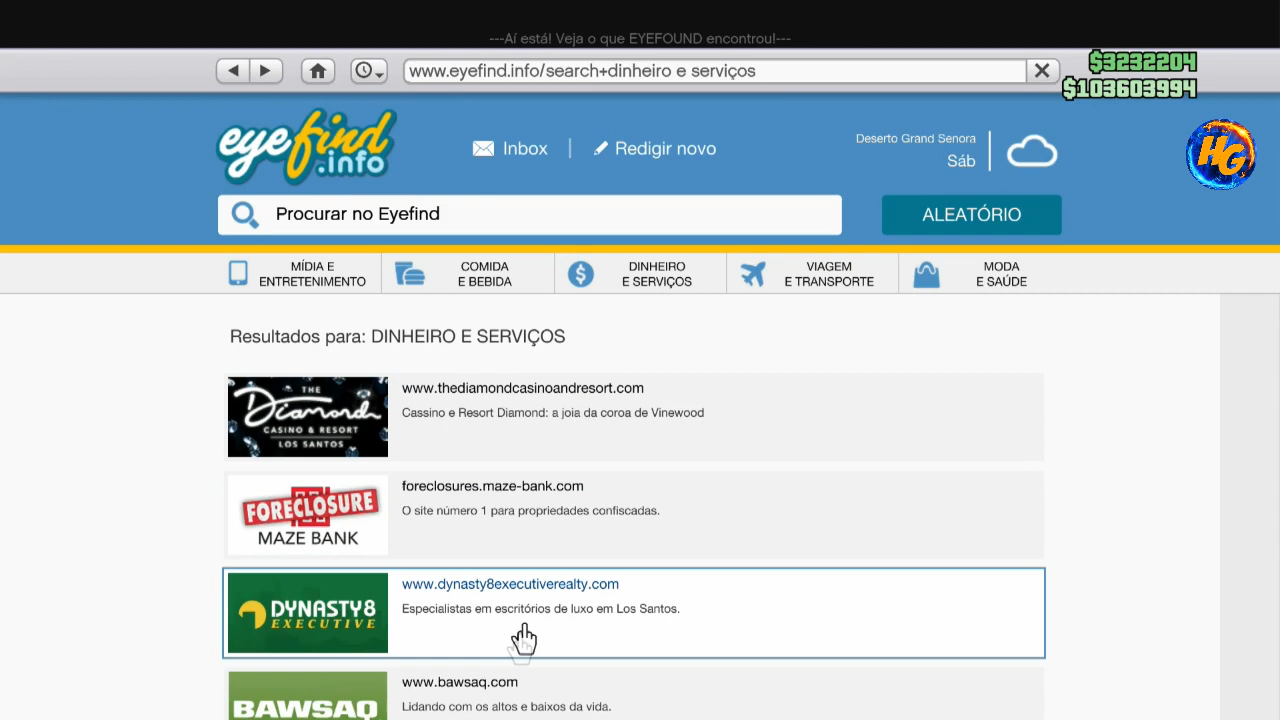 ---Aí está! Veja o que EYEFOUND encontrou!---
www.eyefind.info/search+dinheiro e serviços
$3232204
$103603994
eyefind
.info
Inbox
Redigir novo
Deserto Grand Senora
Sáb
HG
Procurar no Eyefind
ALEATÓRIO
MÍDIA E
ENTRETENIMENTO
COMIDA
E BEBIDA
DINHEIRO
E SERVIÇOS
VIAGEM
E TRANSPORTE
MODA
E SAÚDE
Resultados para: DINHEIRO E SERVIÇOS
THE
Diamond
CASINO & RESORT
LOS SANTOS
www.thediamondcasinoandresort.com
Cassino e Resort Diamond: a joia da coroa de Vinewood
FORECLOSURE
MAZE BANK
foreclosures.maze-bank.com
O site número 1 para propriedades confiscadas.
DYNASTY8
EXECUTIVE
www.dynasty8executiverealty.com
Especialistas em escritórios de luxo em Los Santos.
BAWSAQ
www.bawsaq.com
Lidando com os altos e baixos da vida.